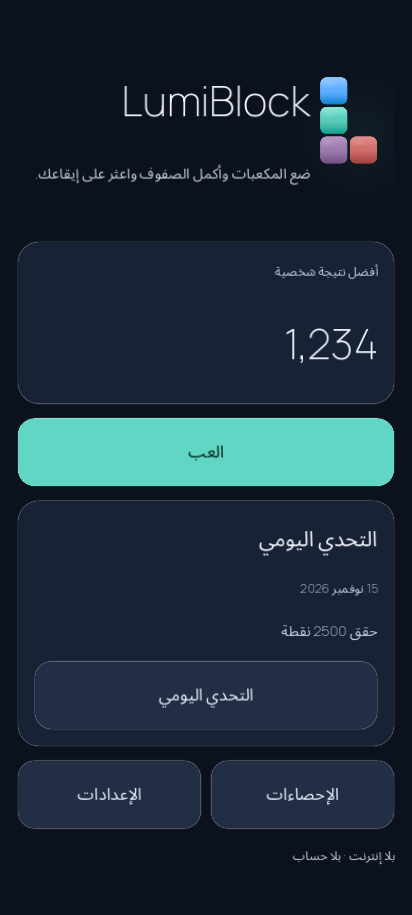 LumiBlock
ضع المكعبات وأكمل الصفوف واعثر على إيقاعك.
أفضل نتيجة شخصية
1,234
العب
التحدي اليومي
15 نوفمبر 2026
حقق 2500 نقطة
التحدي اليومي
الإحصاءات
الإعدادات
بلا إنترنت · بلا حساب